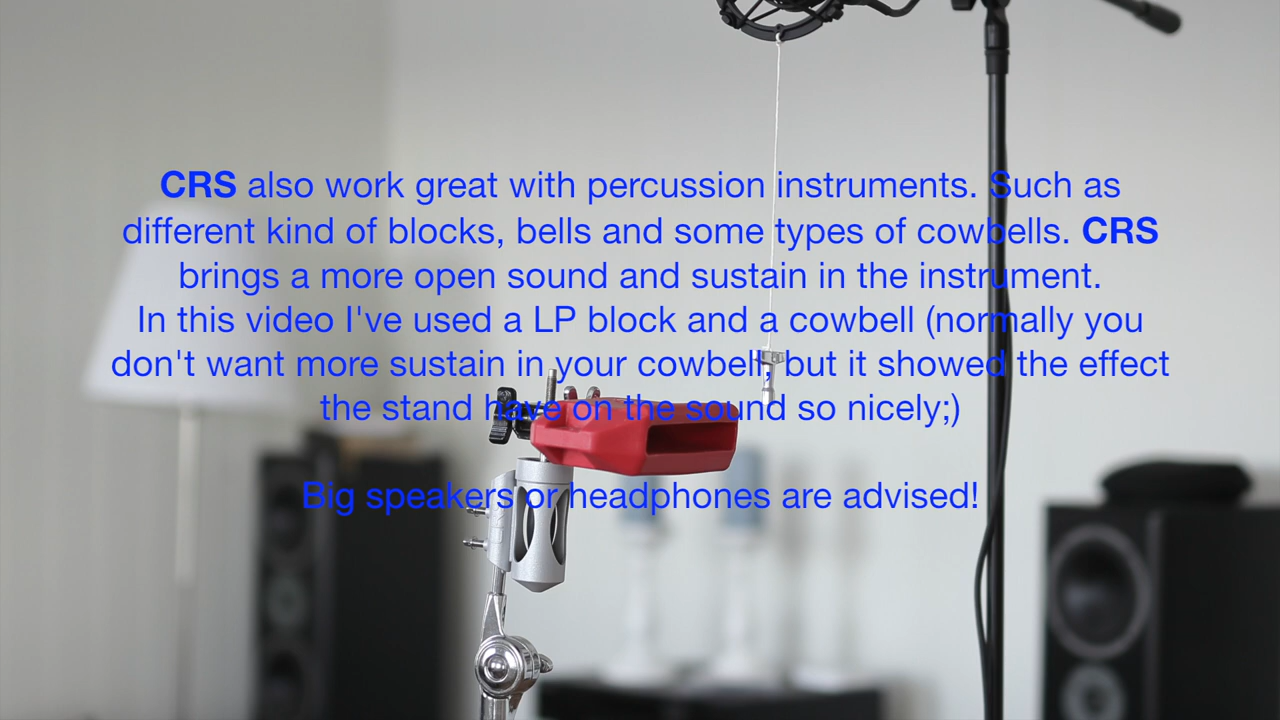 CRS also work great with percussion instruments. Such as
different kind of blocks, bells and some types of cowbells. CRS
brings a more open sound and sustain in the instrument.
In this video I've used a LP block and a cowbell (normally you
don't want more sustain in your cowbell, but it showed the effect
the stand have on the sound so nicely;)
Big speakers or headphones are advised!